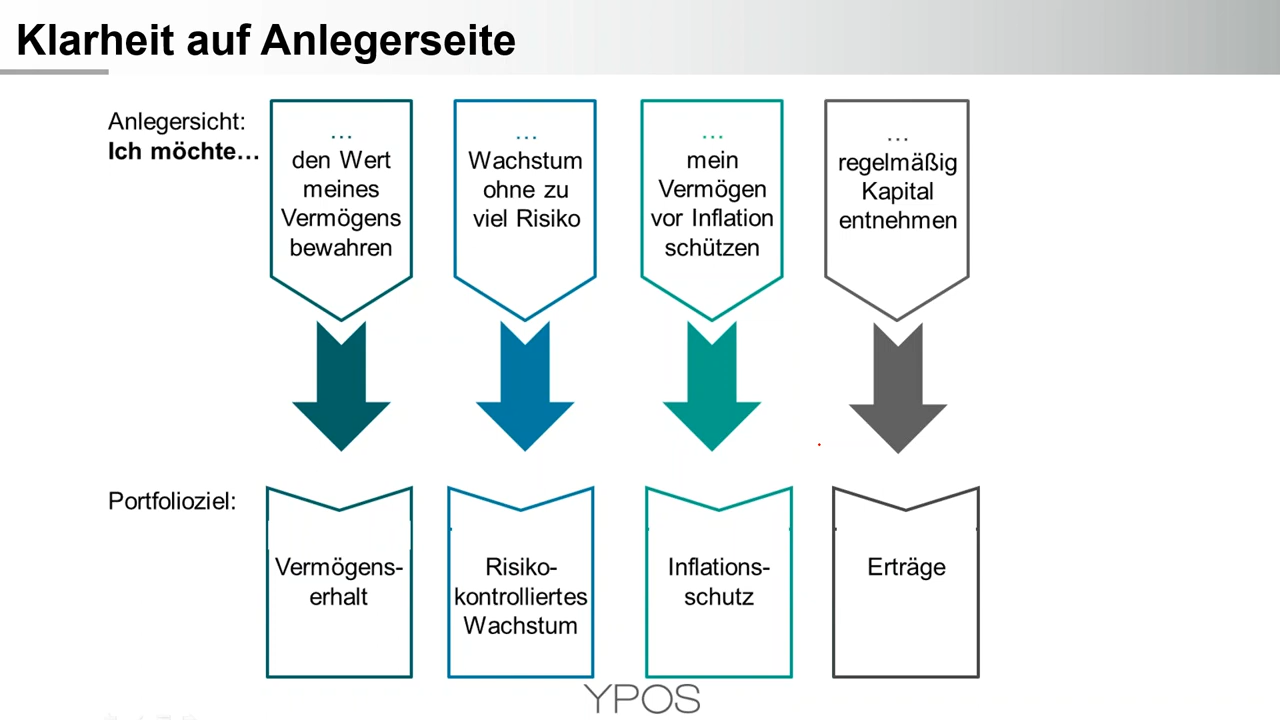 Klarheit auf Anlegerseite
Anlegersicht:
Ich möchte…
…
den Wert
meines
Vermögens
bewahren
…
Wachstum
ohne zu
viel Risiko
…
mein
Vermögen
vor Inflation
schützen
…
regelmäßig
Kapital
entnehmen
Portfolioziel:
Vermögens-
erhalt
Risiko-
kontrolliertes
Wachstum
Inflations-
schutz
Erträge
YPOS